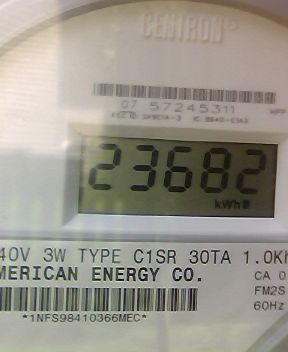 CENTRON
07 57245311
23682
kWh
40V 3W TYPE C1SR 30TA 1.0Kh
MERICAN ENERGY CO.
CA 0
FM2S
60Hz
*1NFS98410366MEC*